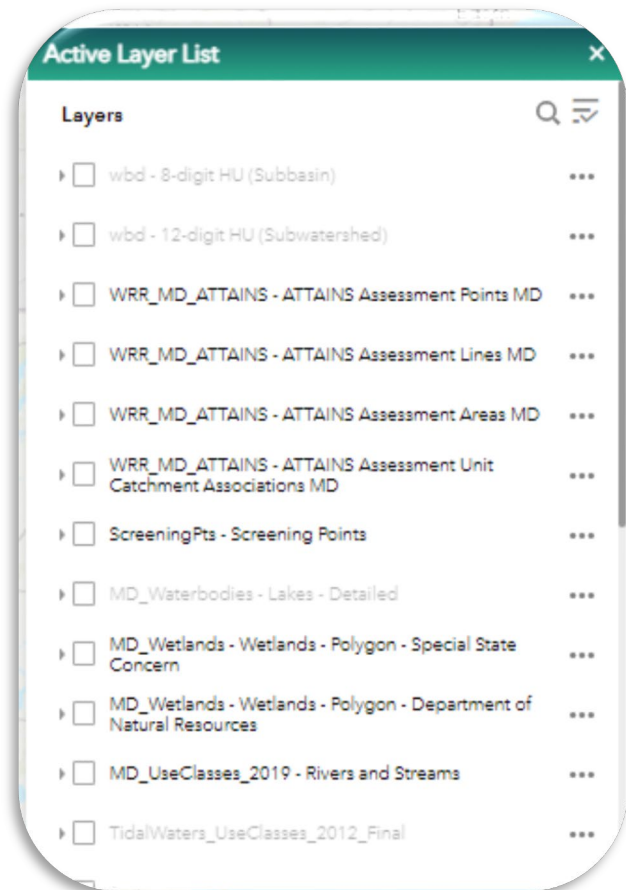 Active Layer List
Layers
wbd - 8-digit HU (Subbasin)
wbd - 12-digit HU (Subwatershed)
WRR_MD_ATTAINS - ATTAINS Assessment Points MD
WRR_MD_ATTAINS - ATTAINS Assessment Lines MD
WRR_MD_ATTAINS - ATTAINS Assessment Areas MD
WRR_MD_ATTAINS - ATTAINS Assessment Unit
Catchment Associations MD
ScreeningPts - Screening Points
MD_Waterbodies - Lakes - Detailed
MD_Wetlands - Wetlands - Polygon - Special State
Concern
MD_Wetlands - Wetlands - Polygon - Department of
Natural Resources
MD_UseClasses_2019 - Rivers and Streams
TidalWaters_UseClasses_2012_Final